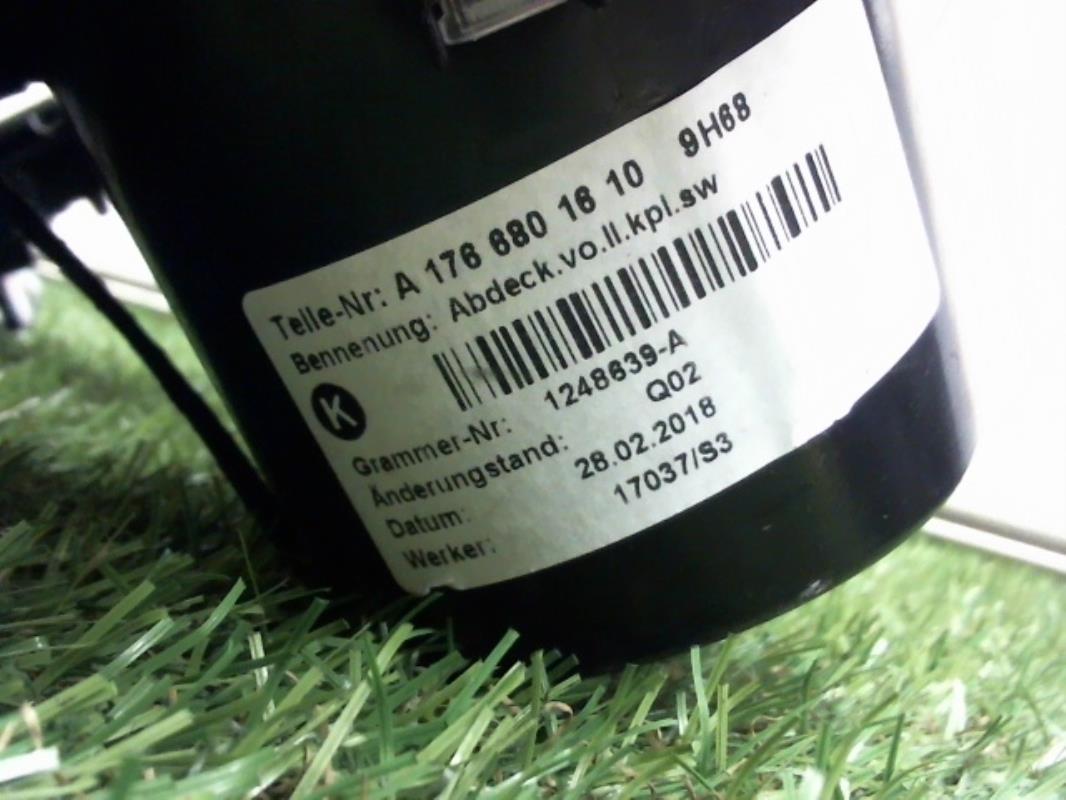 Teile-Nr: A 176 680 16 10 9H68
Bennenung: Abdeck.vo.ll.kpl.sw
K
Grammer-Nr: 1248639-A
Änderungstand: Q02
Datum: 28.02.2018
Werker: 17037/S3